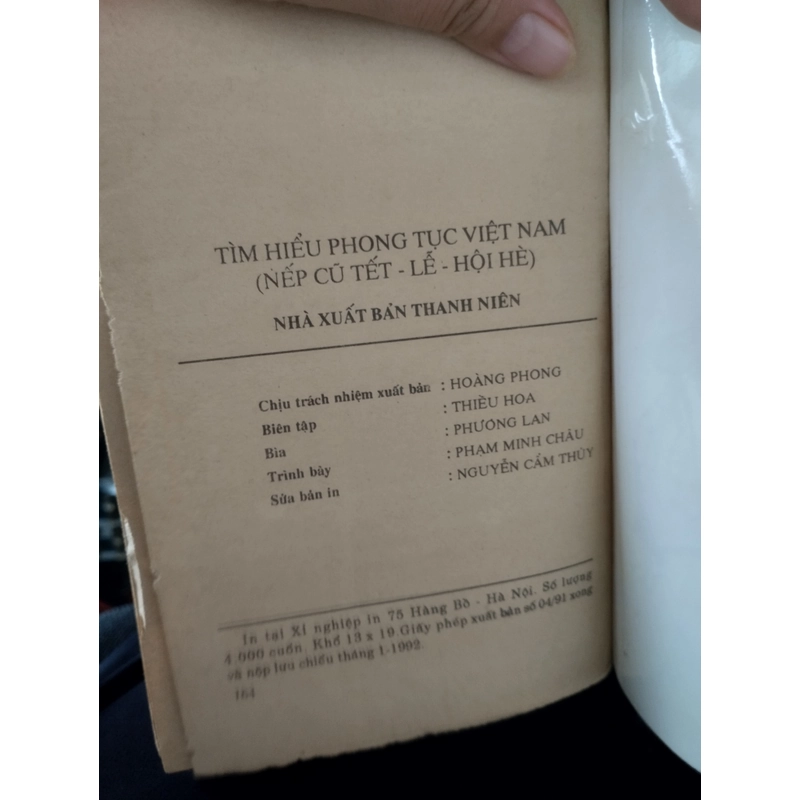 TÌM HIỂU PHONG TỤC VIỆT NAM
(NẾP CŨ TẾT - LỄ - HỘI HÈ)
NHÀ XUẤT BẢN THANH NIÊN
Chịu trách nhiệm xuất bản : HOÀNG PHONG
Biên tập : THIỀU HOA
Bìa : PHƯƠNG LAN
Trình bày : PHẠM MINH CHÂU
Sửa bản in : NGUYỄN CẨM THÚY
In tại Xí nghiệp in 75 Hàng Bồ - Hà Nội. Số lượng
4.000 cuốn. Khổ 13 x 19. Giấy phép xuất bản số 04/91 xong
và nộp lưu chiểu tháng 1-1992.
164